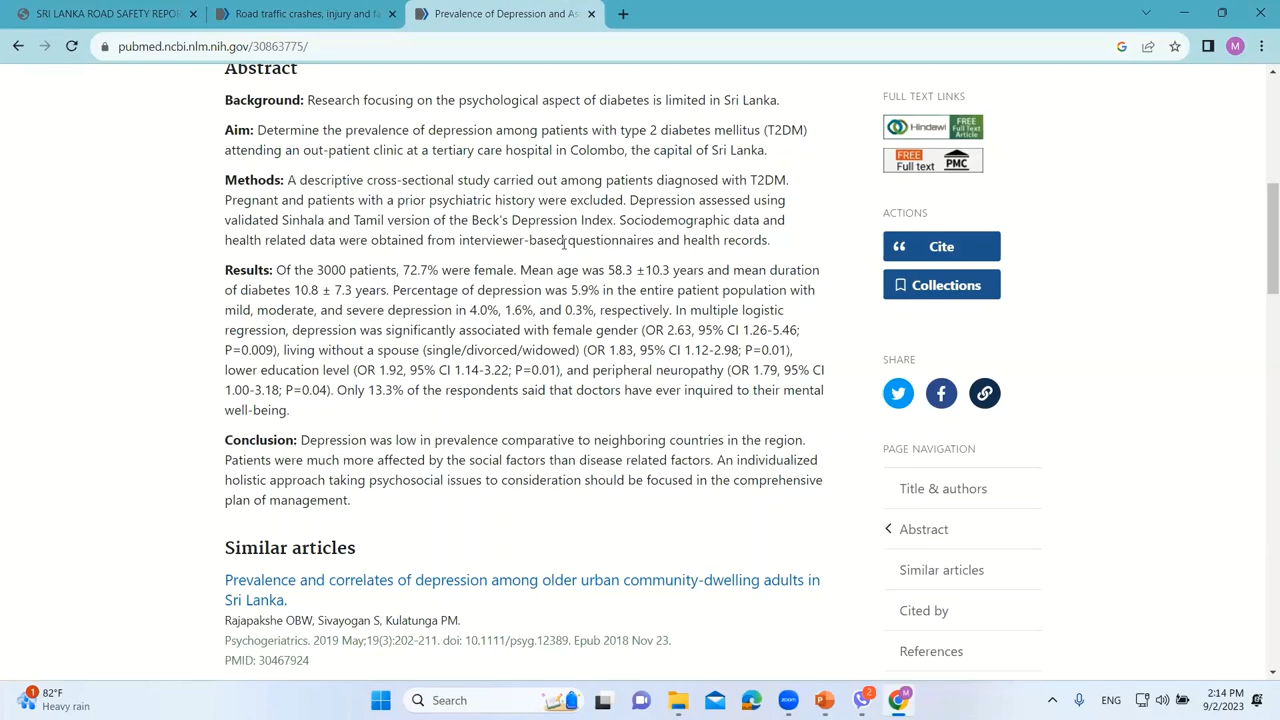 SRI LANKA ROAD SAFETY REPOR
Road traffic crashes, injury and fa
Prevalence of Depression and As
pubmed.ncbi.nlm.nih.gov/30863775/
M
Abstract
Background: Research focusing on the psychological aspect of diabetes is limited in Sri Lanka.
Aim: Determine the prevalence of depression among patients with type 2 diabetes mellitus (T2DM)
attending an out-patient clinic at a tertiary care hospital in Colombo, the capital of Sri Lanka.
Methods: A descriptive cross-sectional study carried out among patients diagnosed with T2DM.
Pregnant and patients with a prior psychiatric history were excluded. Depression assessed using
validated Sinhala and Tamil version of the Beck's Depression Index. Sociodemographic data and
health related data were obtained from interviewer-based questionnaires and health records.
Results: Of the 3000 patients, 72.7% were female. Mean age was 58.3 ±10.3 years and mean duration
of diabetes 10.8 ± 7.3 years. Percentage of depression was 5.9% in the entire patient population with
mild, moderate, and severe depression in 4.0%, 1.6%, and 0.3%, respectively. In multiple logistic
regression, depression was significantly associated with female gender (OR 2.63, 95% CI 1.26-5.46;
P=0.009), living without a spouse (single/divorced/widowed) (OR 1.83, 95% CI 1.12-2.98; P=0.01),
lower education level (OR 1.92, 95% CI 1.14-3.22; P=0.01), and peripheral neuropathy (OR 1.79, 95% CI
1.00-3.18; P=0.04). Only 13.3% of the respondents said that doctors have ever inquired to their mental
well-being.
Conclusion: Depression was low in prevalence comparative to neighboring countries in the region.
Patients were much more affected by the social factors than disease related factors. An individualized
holistic approach taking psychosocial issues to consideration should be focused in the comprehensive
plan of management.
Similar articles
Prevalence and correlates of depression among older urban community-dwelling adults in
Sri Lanka.
Rajapakshe OBW, Sivayogan S, Kulatunga PM.
Psychogeriatrics. 2019 May;19(3):202-211. doi: 10.1111/psyg.12389. Epub 2018 Nov 23.
PMID: 30467924
FULL TEXT LINKS
Hindawi
FREE
Full Text
Article
FREE
Full text
PMC
ACTIONS
Cite
Collections
SHARE
PAGE NAVIGATION
Title & authors
Abstract
Similar articles
Cited by
References
1
82°F
Heavy rain
Search
zoom
2
M
ENG
2:14 PM
9/2/2023